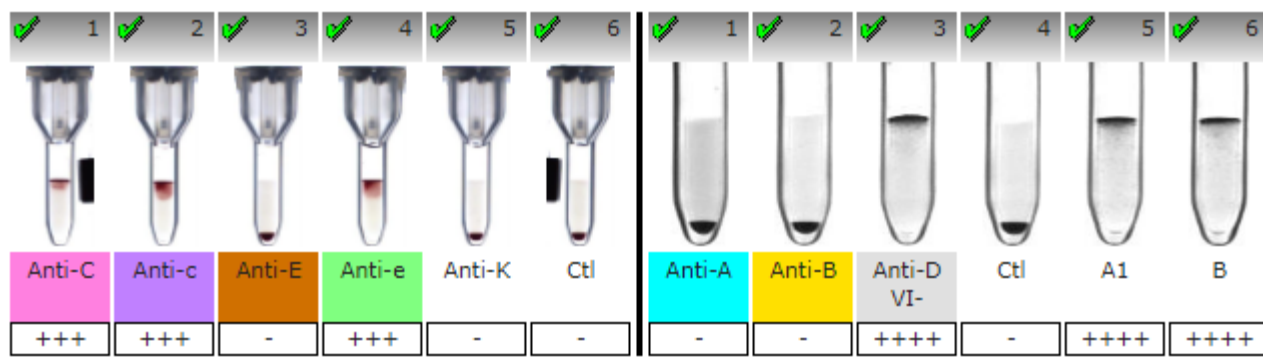 1 2 3 4 5 6 1 2 3 4 5 6
Anti-C Anti-c Anti-E Anti-e Anti-K Ctl Anti-A Anti-B Anti-D VI- Ctl A1 B
+++ +++ - +++ - - - - ++++ - ++++ ++++